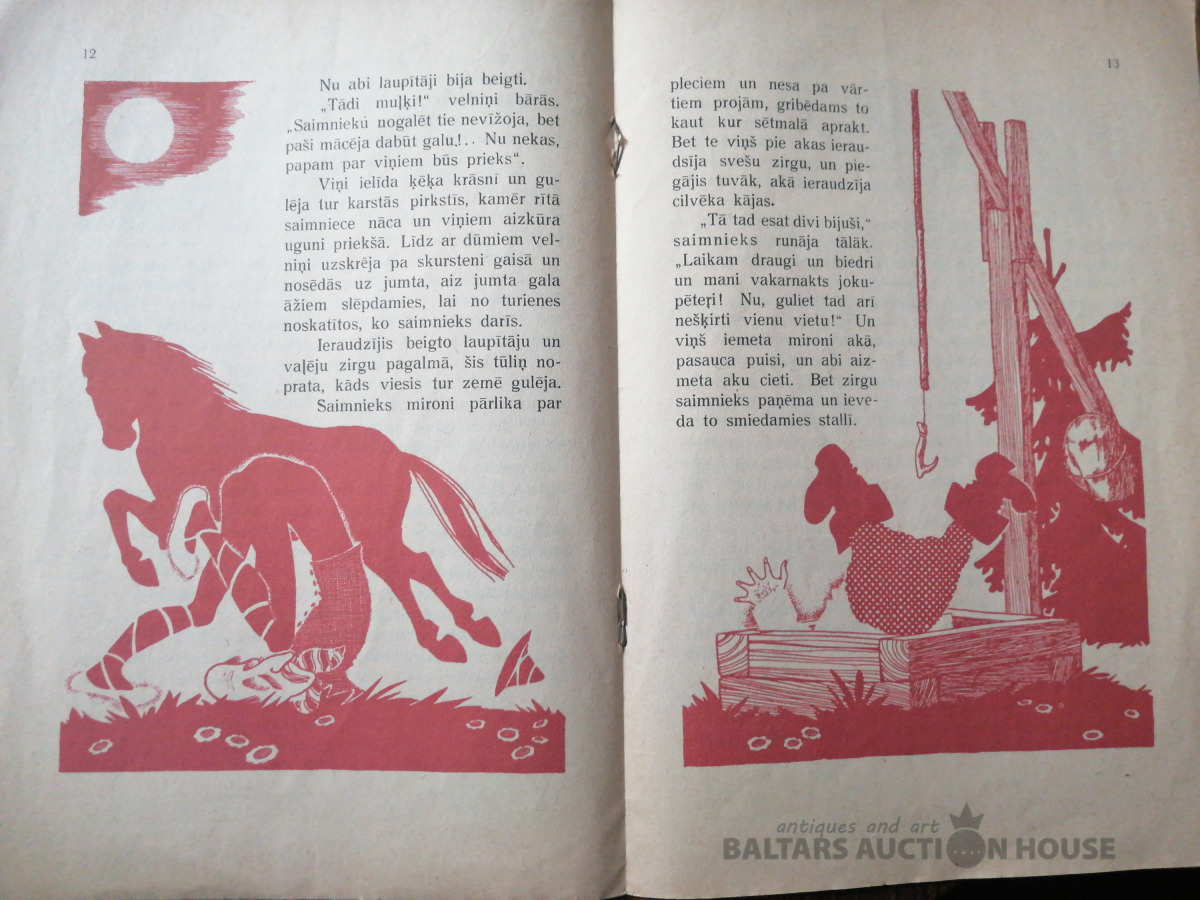 12
Nu abi laupītāji bija beigti.
„Tādi muļķi!“ velniņi bārās.
„Saimnieku nogalēt tie nevīžoja, bet
paši mācēja dabūt galu!.. Nu nekas,
papam par viņiem būs prieks“.
Viņi ielīda ķēķa krāsnī un gu-
lēja tur karstās pirkstīs, kamēr rītā
saimniece nāca un viņiem aizkūra
uguni priekšā. Līdz ar dūmiem vel-
niņi uzskrēja pa skursteni gaisā un
nosēdās uz jumta, aiz jumta gala
āžiem slēpdamies, lai no turienes
noskatītos, ko saimnieks darīs.
Ieraudzījis beigto laupītāju un
vaļēju zirgu pagalmā, šis tūliņ no-
prata, kāds viesis tur zemē gulēja.
Saimnieks mironi pārlika par
13
pleciem un nesa pa vār-
tiem projām, gribēdams to
kaut kur sētmalā aprakt.
Bet te viņš pie akas ierau-
dsīja svešu zirgu, un pie-
gājis tuvāk, akā ieraudzīja
cilvēka kājas.
„Tā tad esat divi bijuši,“
saimnieks runāja tālāk.
„Laikam draugi un biedri
un mani vakarnakts joku-
pēteŗi! Nu, guliet tad arī
nešķirti vienu vietu!“ Un
viņš iemeta mironi akā,
pasauca puisi, un abi aiz-
meta aku cieti. Bet zirgu
saimnieks paņēma un ieve-
da to smiedamies stallī.
antiques and art
BALTARS AUCTION HOUSE